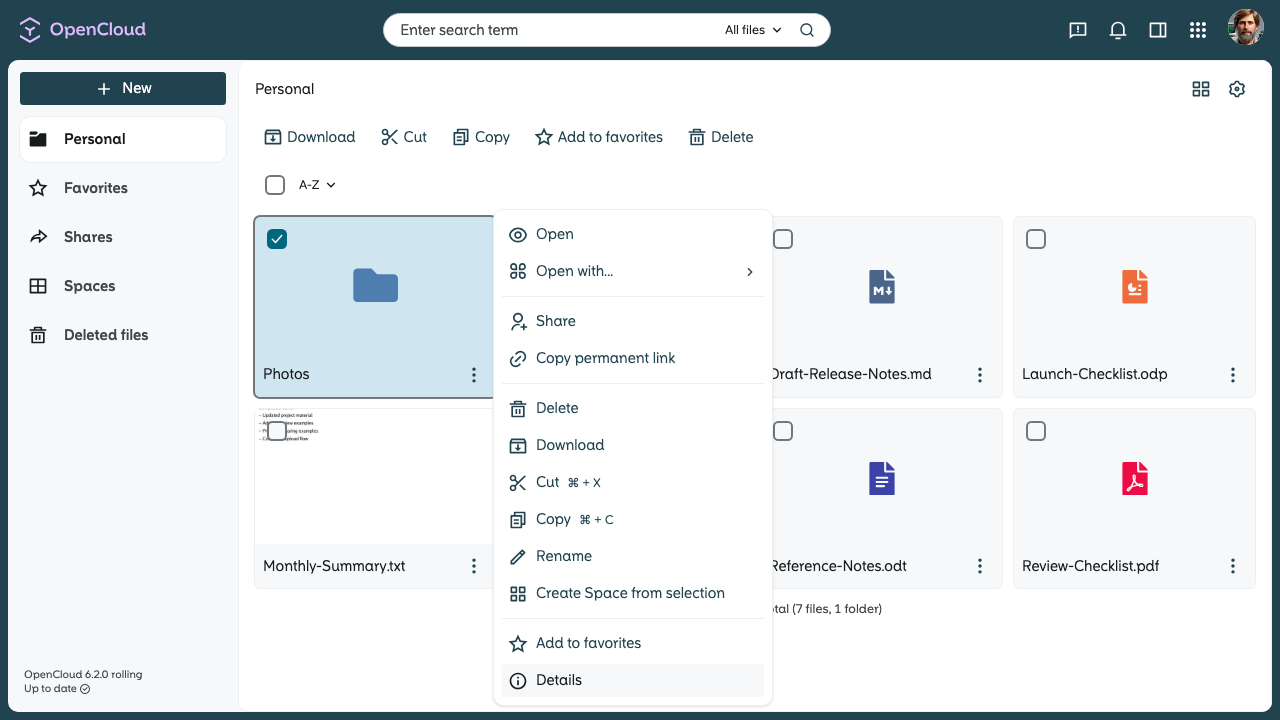 OpenCloud
Enter search term
All files
New
Personal
Favorites
Shares
Spaces
Deleted files
OpenCloud 6.2.0 rolling
Up to date
Personal
Download
Cut
Copy
Add to favorites
Delete
A-Z
Photos
Draft-Release-Notes.md
Launch-Checklist.odp
– Updated project material
Monthly-Summary.txt
Reference-Notes.odt
Review-Checklist.pdf
(7 files, 1 folder)
Open
Open with...
Share
Copy permanent link
Delete
Download
Cut ⌘ + X
Copy ⌘ + C
Rename
Create Space from selection
Add to favorites
Details
M